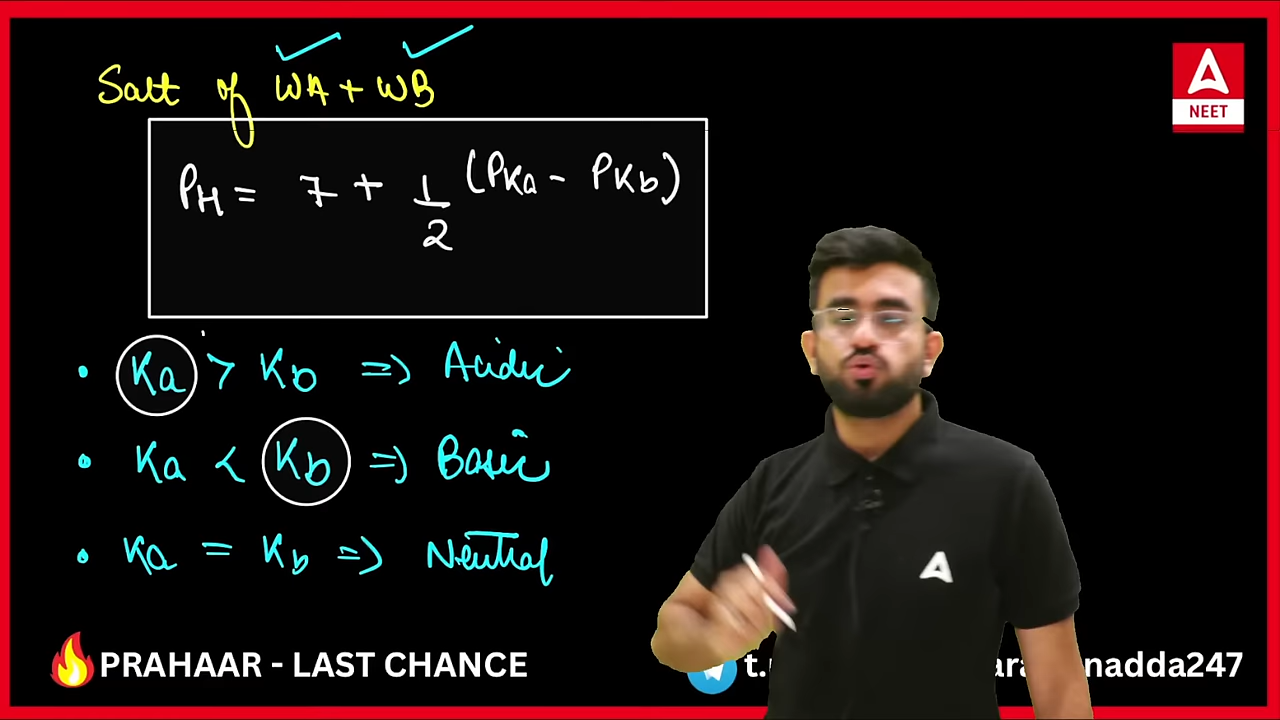 Salt of WA + WB
PH = 7 + 1/2 (PKa - PKb)
• Ka > Kb => Acidic
• Ka < Kb => Basic
• Ka = Kb => Neutral
NEET
PRAHAAR - LAST CHANCE
nadda247